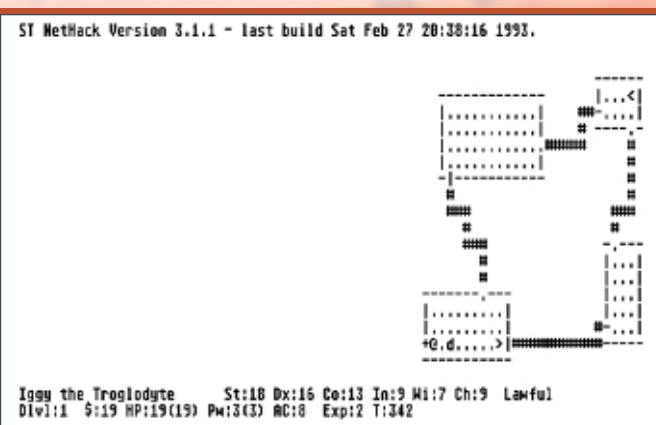 ST NetHack Version 3.1.1 - last build Sat Feb 27 20:38:16 1993.
Iggy the Troglodyte St:18 Dx:16 Co:13 In:9 Wi:7 Ch:9 Lawful
Dlvl:1 $:19 HP:19(19) Pw:3(3) AC:8 Exp:2 T:342